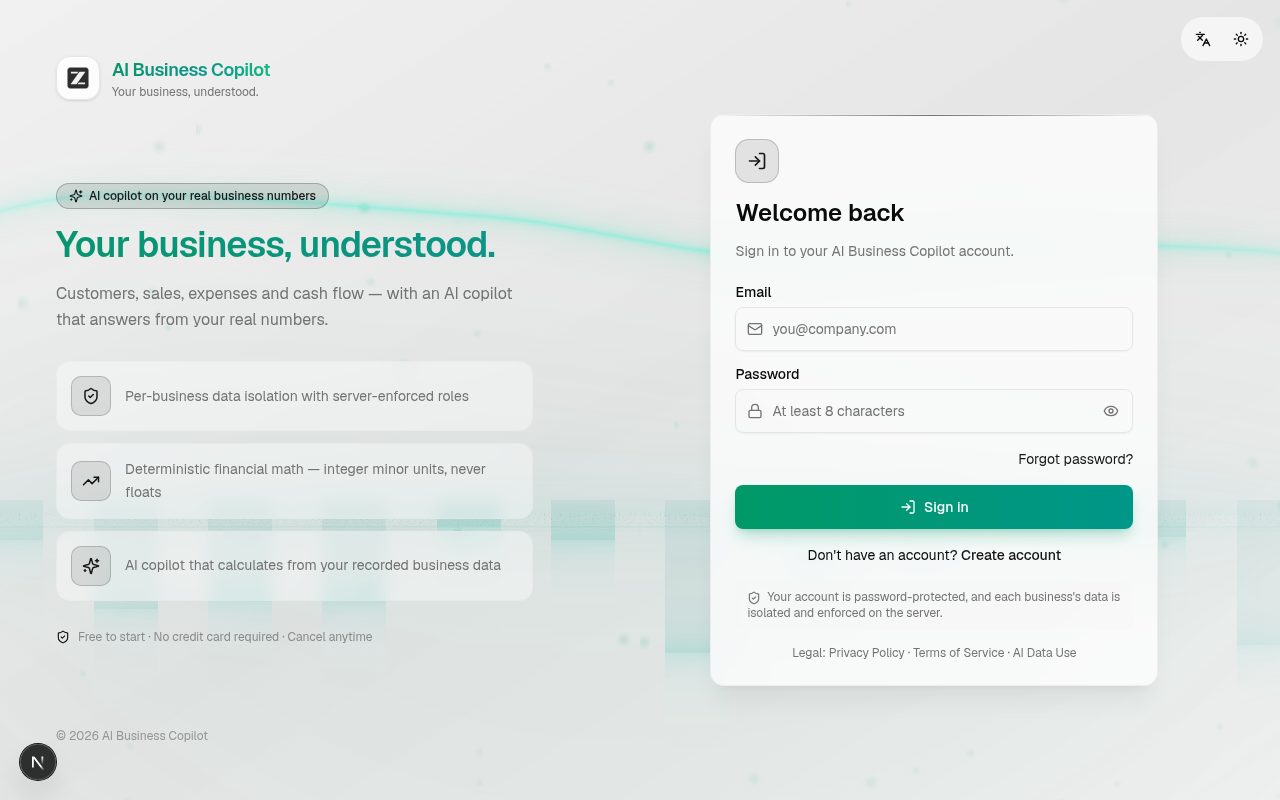 AI Business Copilot
Your business, understood.
AI copilot on your real business numbers
Your business, understood.
Customers, sales, expenses and cash flow — with an AI copilot
that answers from your real numbers.
Per-business data isolation with server-enforced roles
Deterministic financial math — integer minor units, never
floats
AI copilot that calculates from your recorded business data
Free to start · No credit card required · Cancel anytime
© 2026 AI Business Copilot
Welcome back
Sign in to your AI Business Copilot account.
Email
you@company.com
Password
At least 8 characters
Forgot password?
Sign in
Don't have an account? Create account
Your account is password-protected, and each business's data is
isolated and enforced on the server.
Legal: Privacy Policy · Terms of Service · AI Data Use